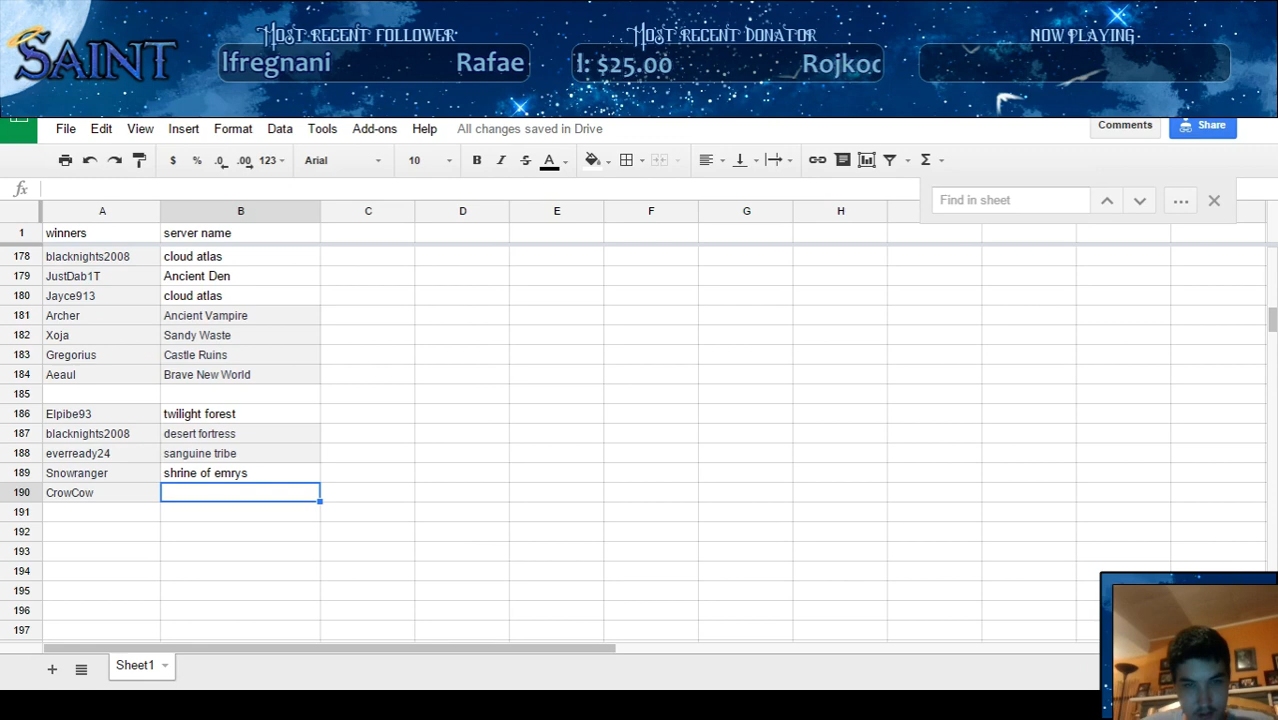 SAINT
MOST RECENT FOLLOWER
MOST RECENT DONATOR
NOW PLAYING
lfregnani Rafae
l: $25.00 Rojkoc
File Edit View Insert Format Data Tools Add-ons Help All changes saved in Drive
Comments Share
$ % .0 .00 123 Arial 10 B I S A Σ
fx
Find in sheet
A B C D E F G H
1 winners server name
178 blacknights2008 cloud atlas
179 JustDab1T Ancient Den
180 Jayce913 cloud atlas
181 Archer Ancient Vampire
182 Xoja Sandy Waste
183 Gregorius Castle Ruins
184 Aeaul Brave New World
185
186 Elpibe93 twilight forest
187 blacknights2008 desert fortress
188 everready24 sanguine tribe
189 Snowranger shrine of emrys
190 CrowCow
191
192
193
194
195
196
197
Sheet1